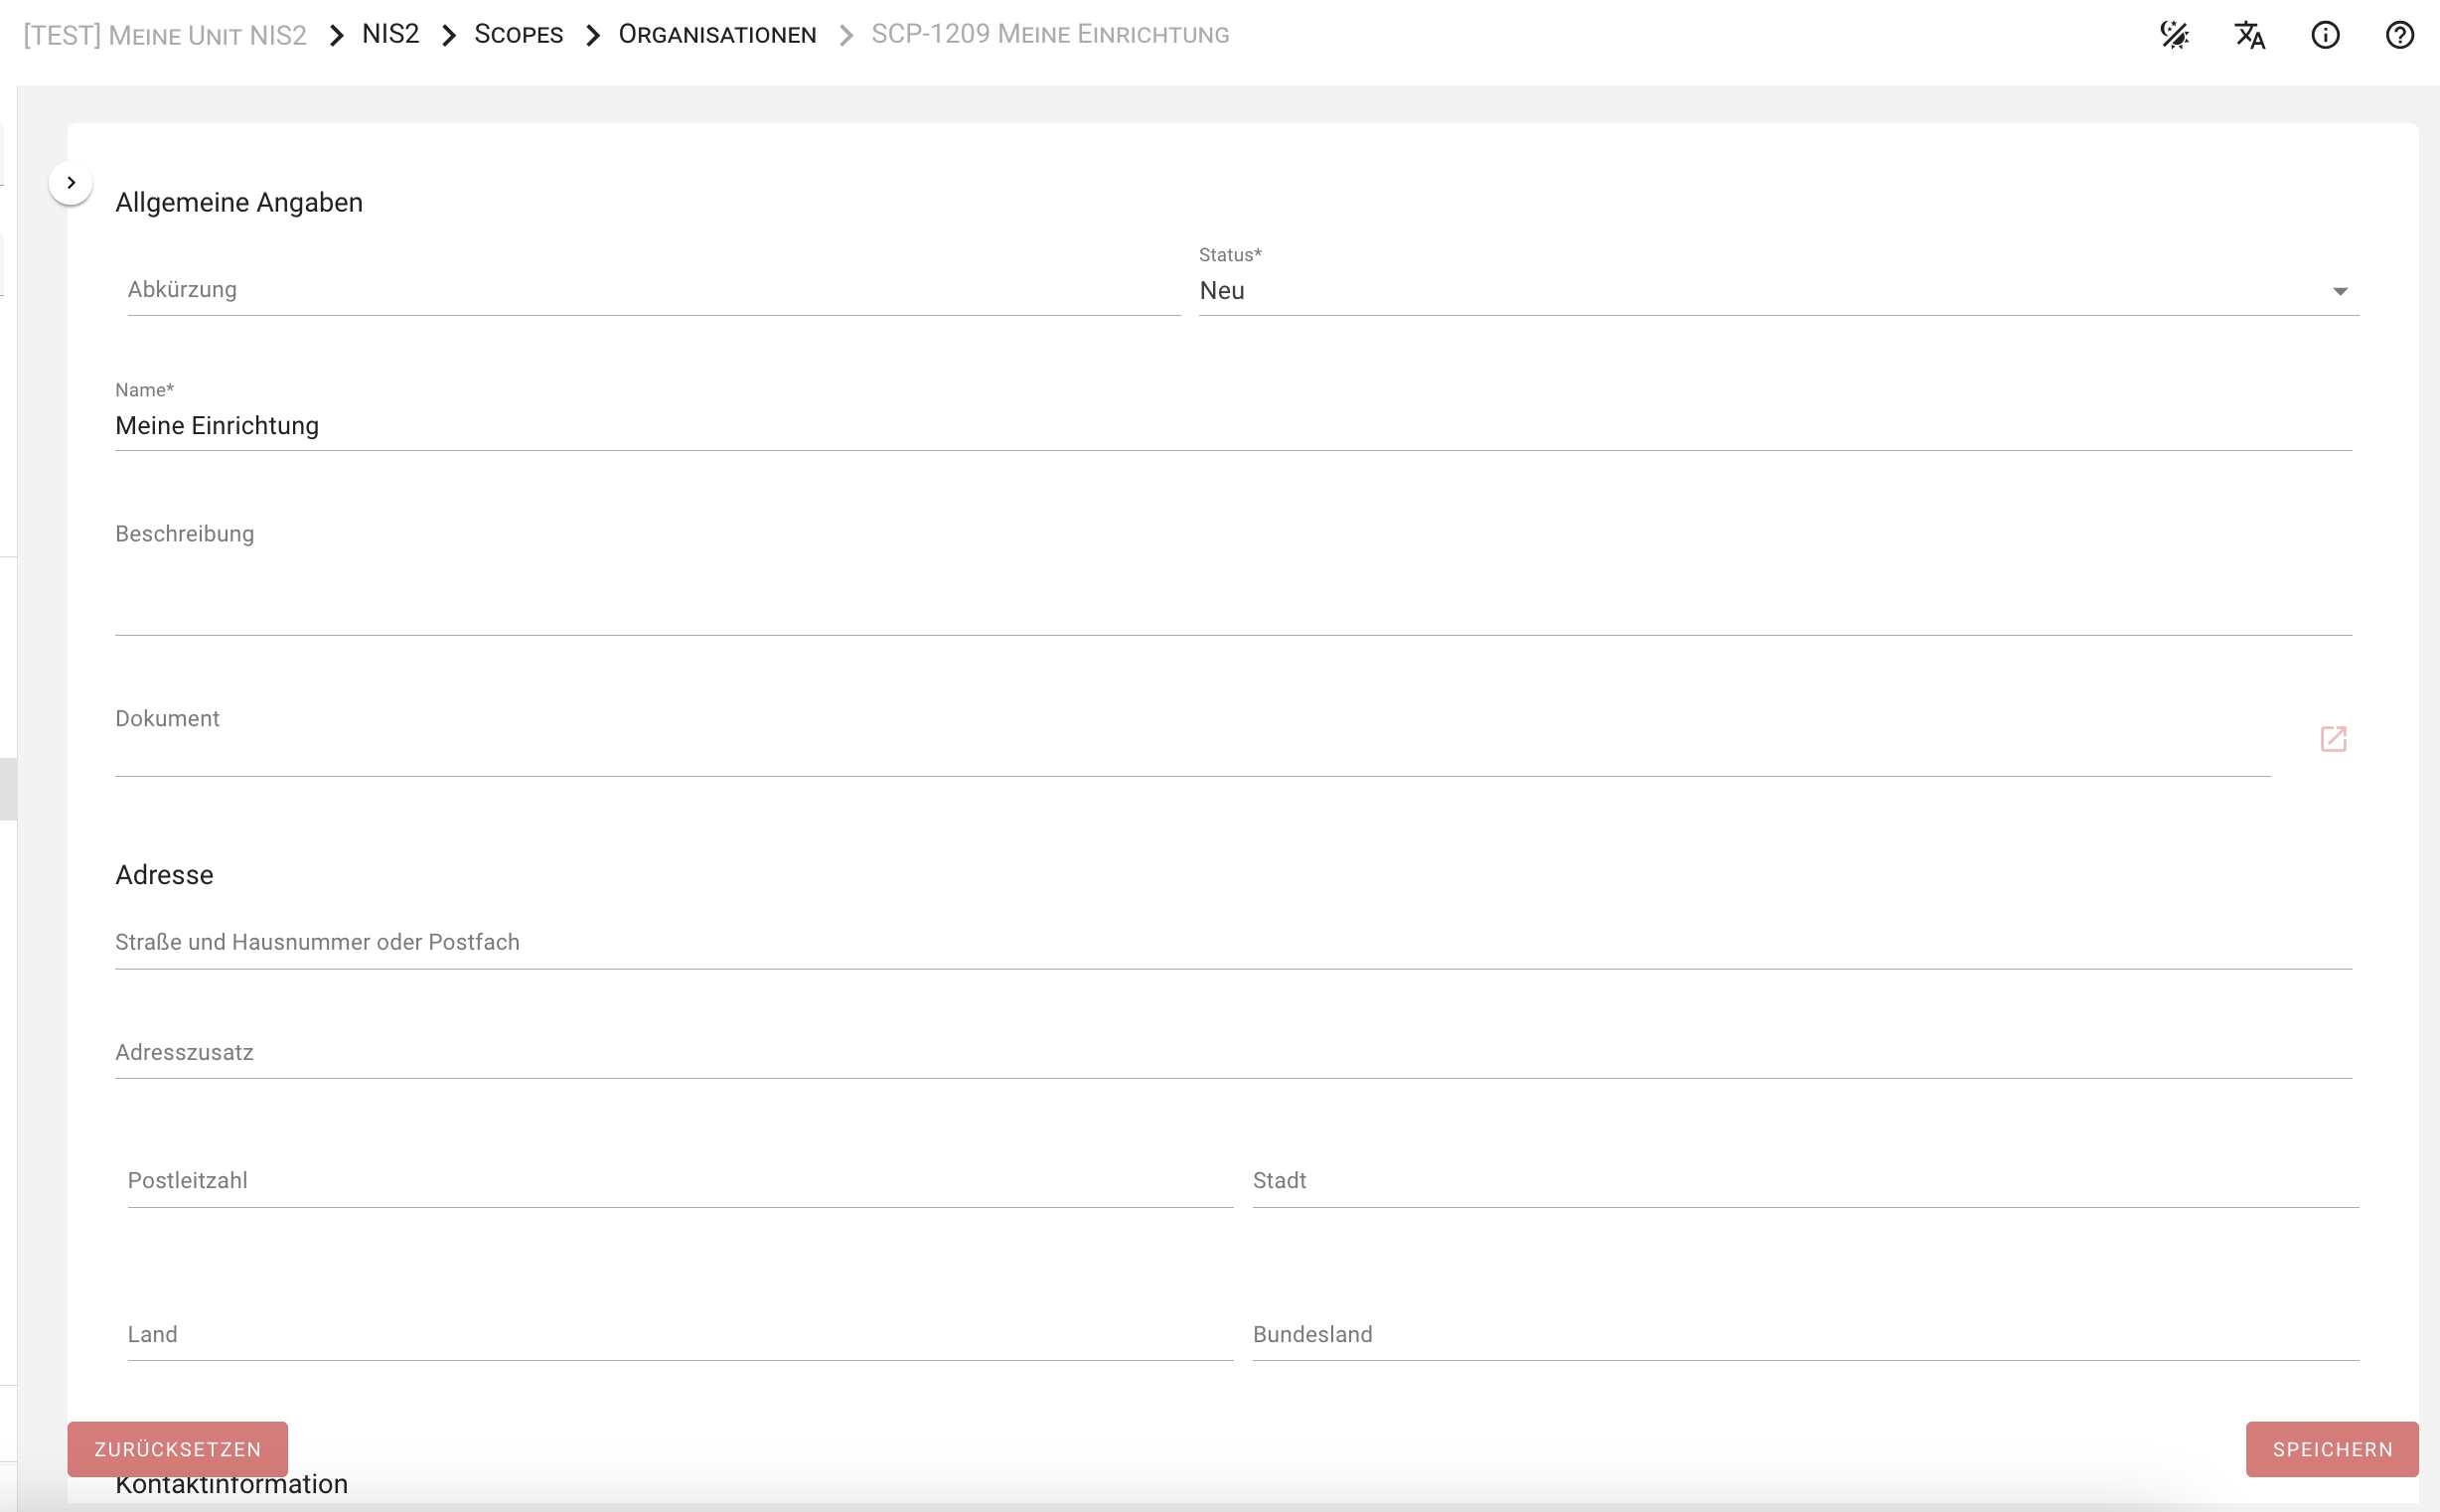 [TEST] MEINE UNIT NIS2 NIS2 SCOPES ORGANISATIONEN SCP-1209 MEINE EINRICHTUNG
Allgemeine Angaben
Abkürzung
Status*
Neu
Name*
Meine Einrichtung
Beschreibung
Dokument
Adresse
Straße und Hausnummer oder Postfach
Adresszusatz
Postleitzahl Stadt
Land Bundesland
ZURÜCKSETZEN SPEICHERN
Kontaktinformation